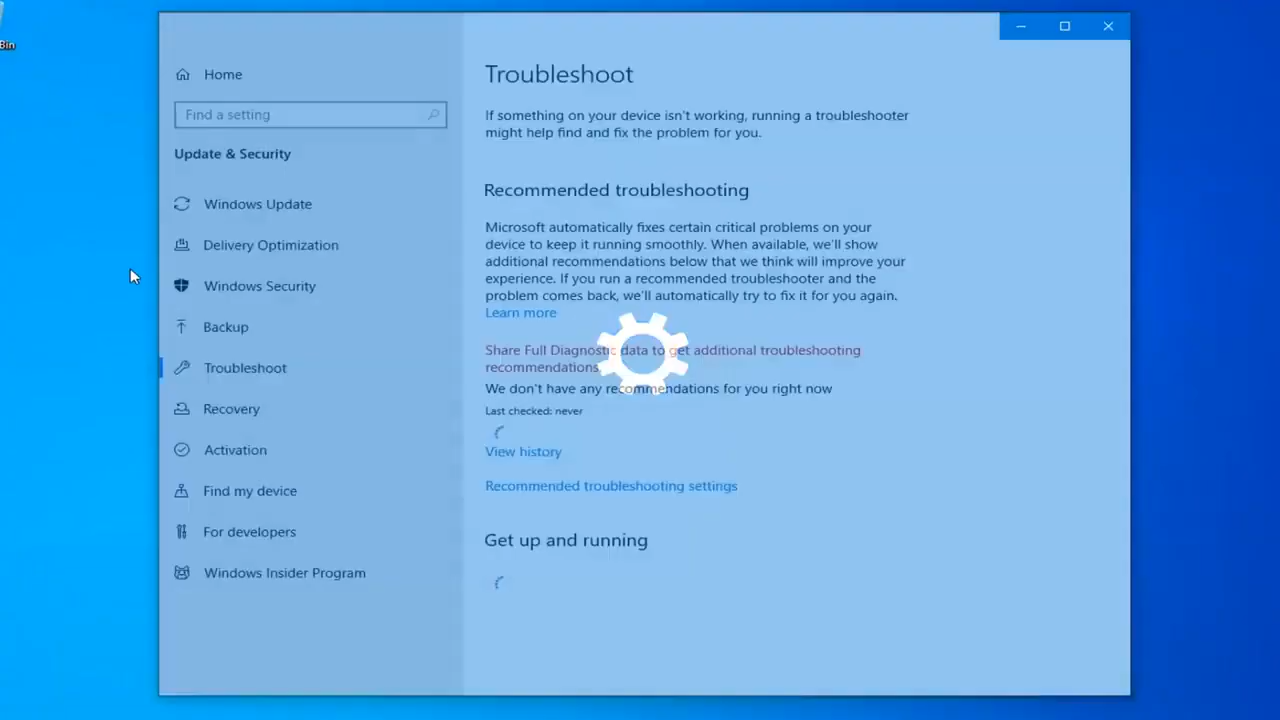 Bin
Home
Find a setting
Update & Security
Windows Update
Delivery Optimization
Windows Security
Backup
Troubleshoot
Recovery
Activation
Find my device
For developers
Windows Insider Program
Troubleshoot
If something on your device isn't working, running a troubleshooter
might help find and fix the problem for you.
Recommended troubleshooting
Microsoft automatically fixes certain critical problems on your
device to keep it running smoothly. When available, we'll show
additional recommendations below that we think will improve your
experience. If you run a recommended troubleshooter and the
problem comes back, we'll automatically try to fix it for you again.
Learn more
Share Full Diagnostic data to get additional troubleshooting
recommendations.
We don't have any recommendations for you right now
Last checked: never
View history
Recommended troubleshooting settings
Get up and running